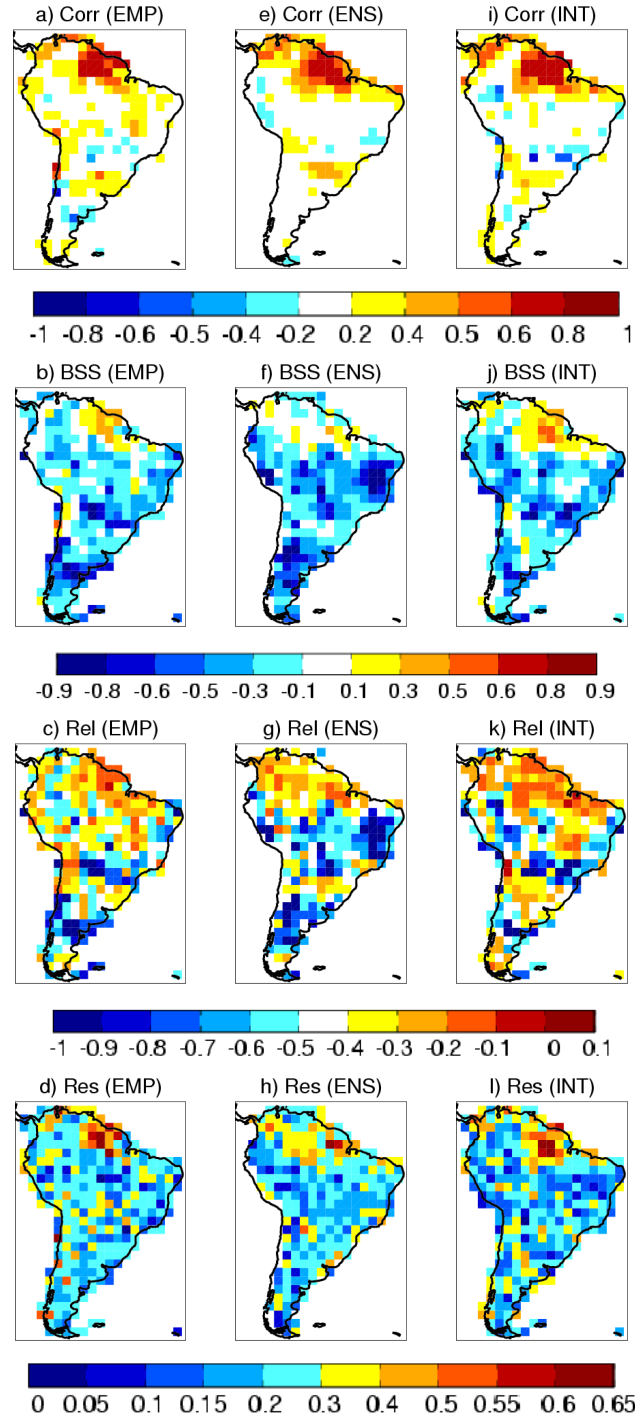 a) Corr (EMP) e) Corr (ENS) i) Corr (INT)
-1 -0.8 -0.6 -0.5 -0.4 -0.2 0.2 0.4 0.5 0.6 0.8 1
b) BSS (EMP) f) BSS (ENS) j) BSS (INT)
-0.9 -0.6 -0.5 -0.3 -0.1 0.1 0.3 0.5 0.6 0.9
c) Rel (EMP) g) Rel (ENS) k) Rel (INT)
-1 -0.9 -0.8 -0.7 -0.6 -0.5 -0.4 -0.3 -0.2 -0.1 0 0.1
d) Res (EMP) h) Res (ENS) l) Res (INT)
0 0.05 0.1 0.15 0.2 0.3 0.4 0.5 0.55 0.6 0.65